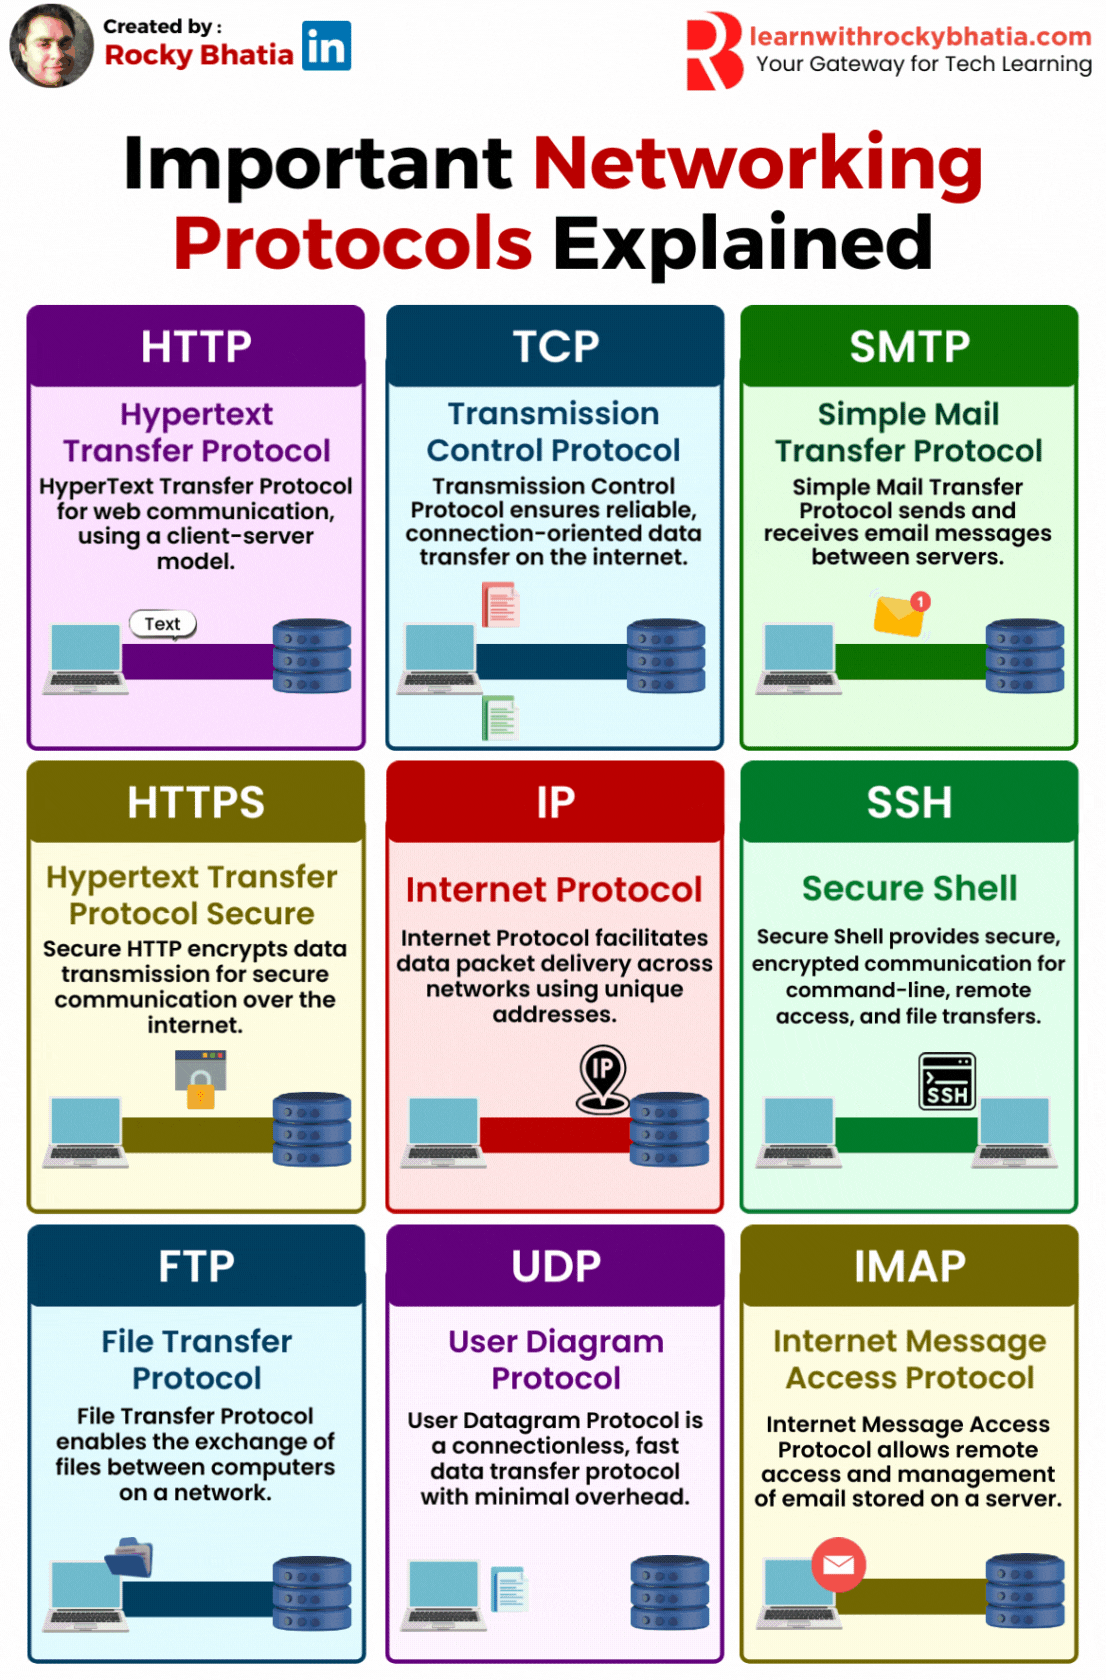 Created by :
Rocky Bhatia
in
learnwithrockybhatia.com
Your Gateway for Tech Learning
Important Networking
Protocols Explained
HTTP
Hypertext
Transfer Protocol
HyperText Transfer Protocol
for web communication,
using a client-server
model.
Text
TCP
Transmission
Control Protocol
Transmission Control
Protocol ensures reliable,
connection-oriented data
transfer on the internet.
SMTP
Simple Mail
Transfer Protocol
Simple Mail Transfer
Protocol sends and
receives email messages
between servers.
1
HTTPS
Hypertext Transfer
Protocol Secure
Secure HTTP encrypts data
transmission for secure
communication over the
internet.
IP
Internet Protocol
Internet Protocol facilitates
data packet delivery across
networks using unique
addresses.
IP
SSH
Secure Shell
Secure Shell provides secure,
encrypted communication for
command-line, remote
access, and file transfers.
SSH
FTP
File Transfer
Protocol
File Transfer Protocol
enables the exchange of
files between computers
on a network.
UDP
User Diagram
Protocol
User Datagram Protocol is
a connectionless, fast
data transfer protocol
with minimal overhead.
IMAP
Internet Message
Access Protocol
Internet Message Access
Protocol allows remote
access and management
of email stored on a server.